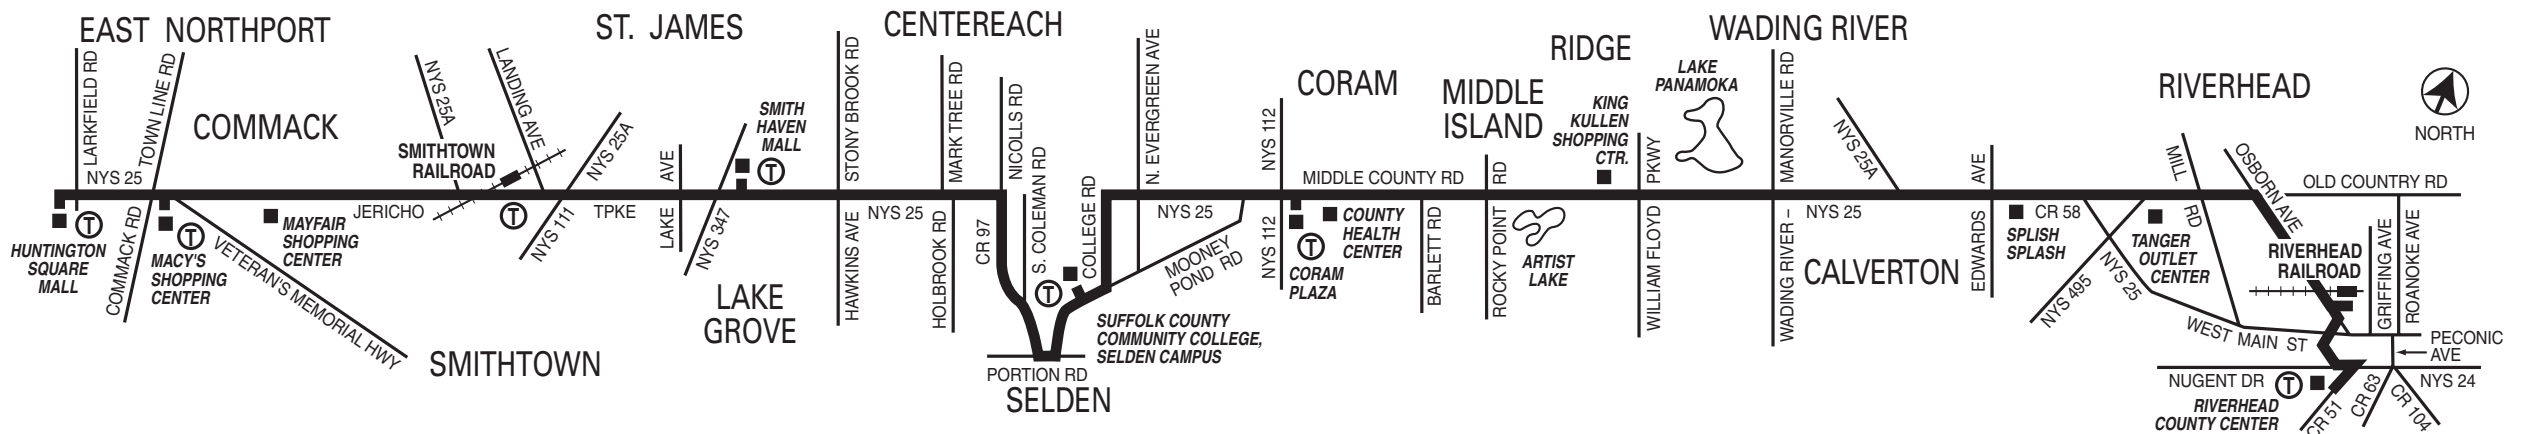 EAST NORTHPORT
LARKFIELD RD
TOWN LINE RD
NYS 25
COMMACK
HUNTINGTON
SQUARE
MALL
T
COMMACK RD
T
MACY'S
SHOPPING
CENTER
VETERAN'S MEMORIAL HWY
MAYFAIR
SHOPPING
CENTER
JERICHO
NYS 25A
SMITHTOWN
RAILROAD
LANDING AVE
T
NYS 25A
NYS 111
TPKE
SMITHTOWN
ST. JAMES
LAKE AVE
NYS 347
SMITH
HAVEN
MALL
T
LAKE
GROVE
STONY BROOK RD
HAWKINS AVE
NYS 25
CENTEREACH
MARK TREE RD
HOLBROOK RD
NICOLLS RD
CR 97
S. COLEMAN RD
T
COLLEGE RD
PORTION RD
SELDEN
SUFFOLK COUNTY
COMMUNITY COLLEGE,
SELDEN CAMPUS
N. EVERGREEN AVE
NYS 25
MOONEY
POND RD
NYS 112
NYS 112
CORAM
MIDDLE COUNTY RD
T
CORAM
PLAZA
COUNTY
HEALTH
CENTER
BARLETT RD
MIDDLE
ISLAND
ROCKY POINT RD
ARTIST
LAKE
RIDGE
KING
KULLEN
SHOPPING
CTR.
WILLIAM FLOYD PKWY
LAKE
PANAMOKA
WADING RIVER
WADING RIVER – MANORVILLE RD
NYS 25A
NYS 25
CALVERTON
EDWARDS AVE
CR 58
SPLISH
SPLASH
NYS 495
NYS 25
TANGER
OUTLET
CENTER
MILL RD
WEST MAIN ST
RIVERHEAD
OSBORN AVE
OLD COUNTRY RD
RIVERHEAD
RAILROAD
GRIFFING AVE
ROANOKE AVE
PECONIC
AVE
NUGENT DR
T
RIVERHEAD
COUNTY CENTER
CR 51
CR 63
CR 104
NYS 24
NORTH